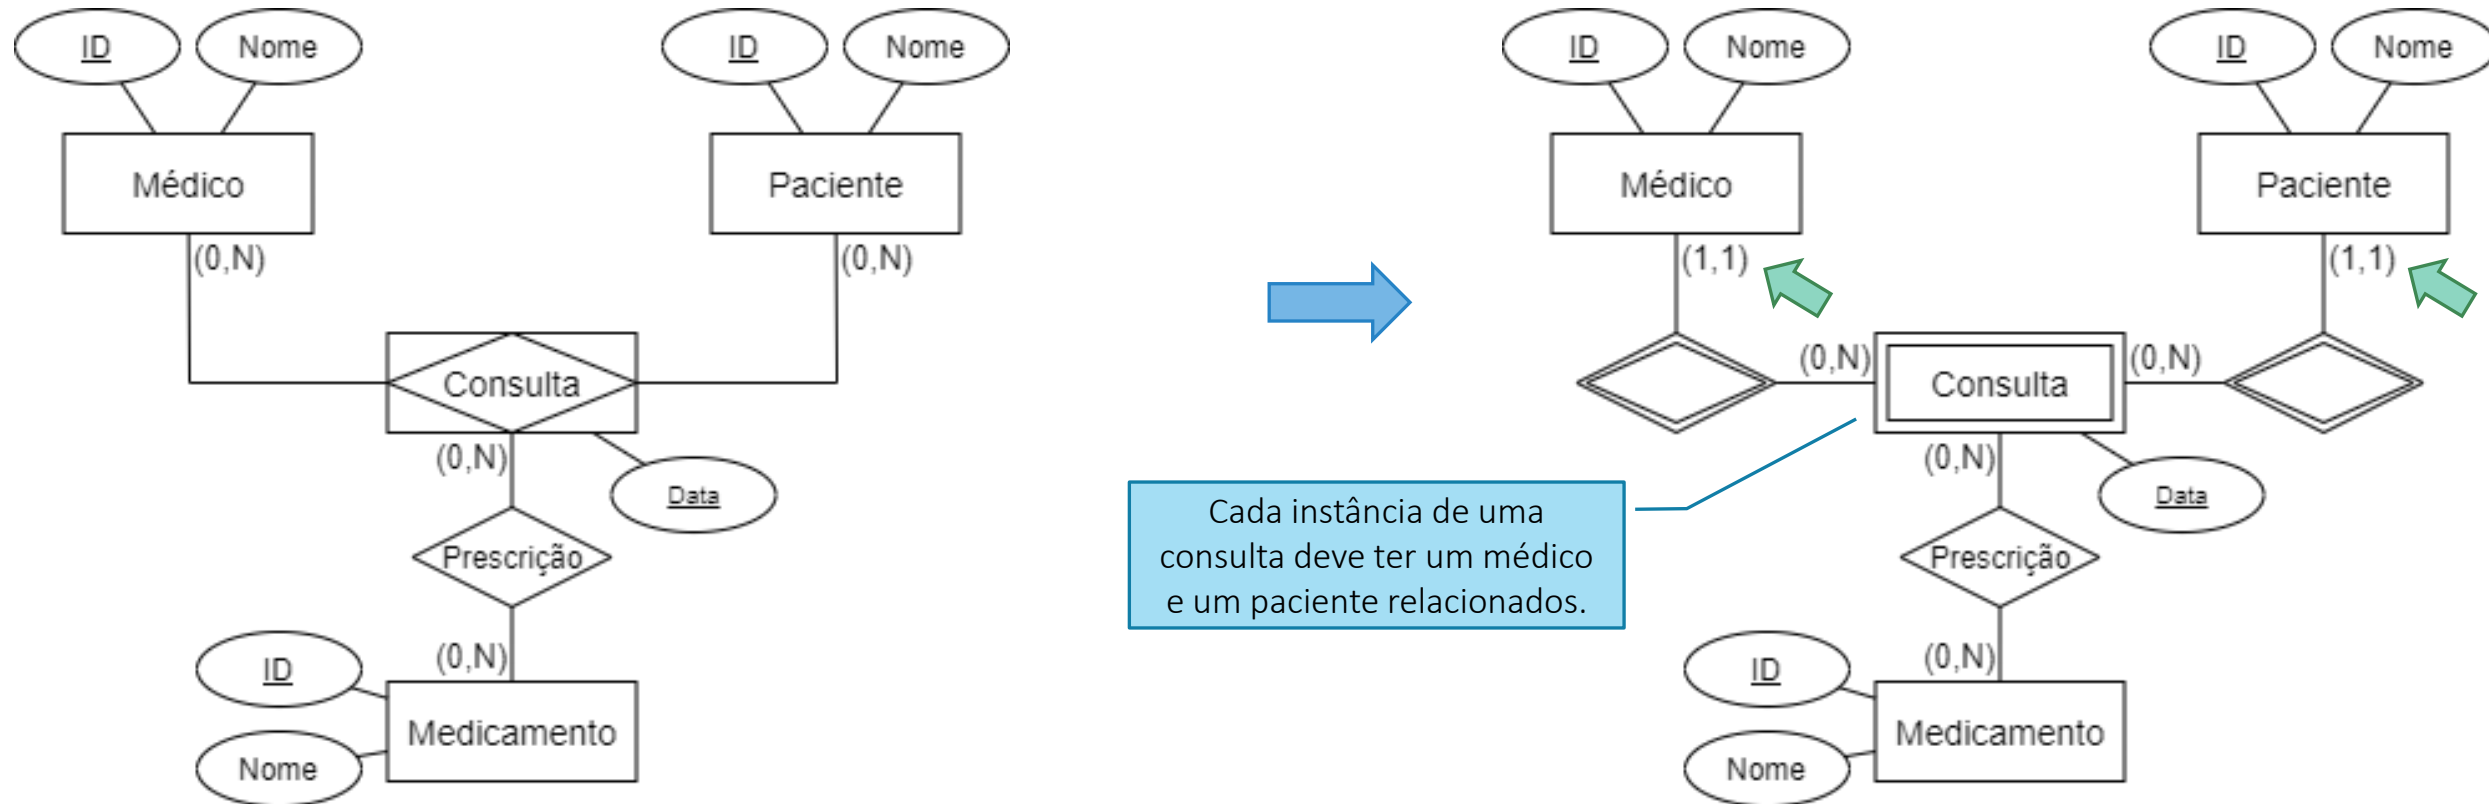 ID
Nome
ID
Nome
Médico
Paciente
(0,N)
(0,N)
Consulta
(0,N)
Data
Prescrição
(0,N)
ID
Medicamento
Nome
ID
Nome
ID
Nome
Médico
Paciente
(1,1)
(1,1)
(0,N)
Consulta
(0,N)
(0,N)
Data
Cada instância de uma
consulta deve ter um médico
e um paciente relacionados.
Prescrição
(0,N)
ID
Medicamento
Nome